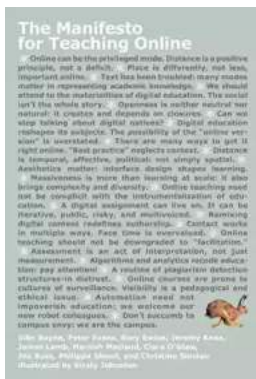 The Manifesto
for Teaching Online
Online can be the privileged mode. Distance is a positive
principle, not a deficit. Place is differently, not less,
important online. Text has been troubled: many modes
matter in representing academic knowledge. We should
attend to the materialities of digital education. The social
isn't the whole story. Openness is neither neutral nor
natural: it creates and depends on closures. Can we
stop talking about digital natives? Digital education
reshapes its subjects. The possibility of the "online ver-
sion" is overstated. There are many ways to get it
right online. "Best practice" neglects context. Distance
is temporal, affective, political: not simply spatial.
Aesthetics matter: interface design shapes learning.
Massiveness is more than learning at scale: it also
brings complexity and diversity. Online teaching need
not be complicit with the instrumentalization of edu-
cation. A digital assignment can live on. It can be
iterative, public, risky, and multivoiced. Remixing
digital content redefines authorship. Contact works
in multiple ways. Face time is overvalued. Online
teaching should not be downgraded to "facilitation."
Assessment is an act of interpretation, not just
measurement. Algorithms and analytics recode educa-
tion: pay attention! A routine of plagiarism detection
structures-in distrust. Online courses are prone to
cultures of surveillance. Visibility is a pedagogical and
ethical issue. Automation need not
impoverish education: we welcome our
new robot colleagues. Don't succumb to
campus envy: we are the campus.
Siân Bayne, Peter Evans, Rory Ewins, Jeremy Knox,
James Lamb, Hamish Macleod, Clara O'Shea,
Jen Ross, Philippa Sheail, and Christine Sinclair
illustrated by Kirsty Johnston